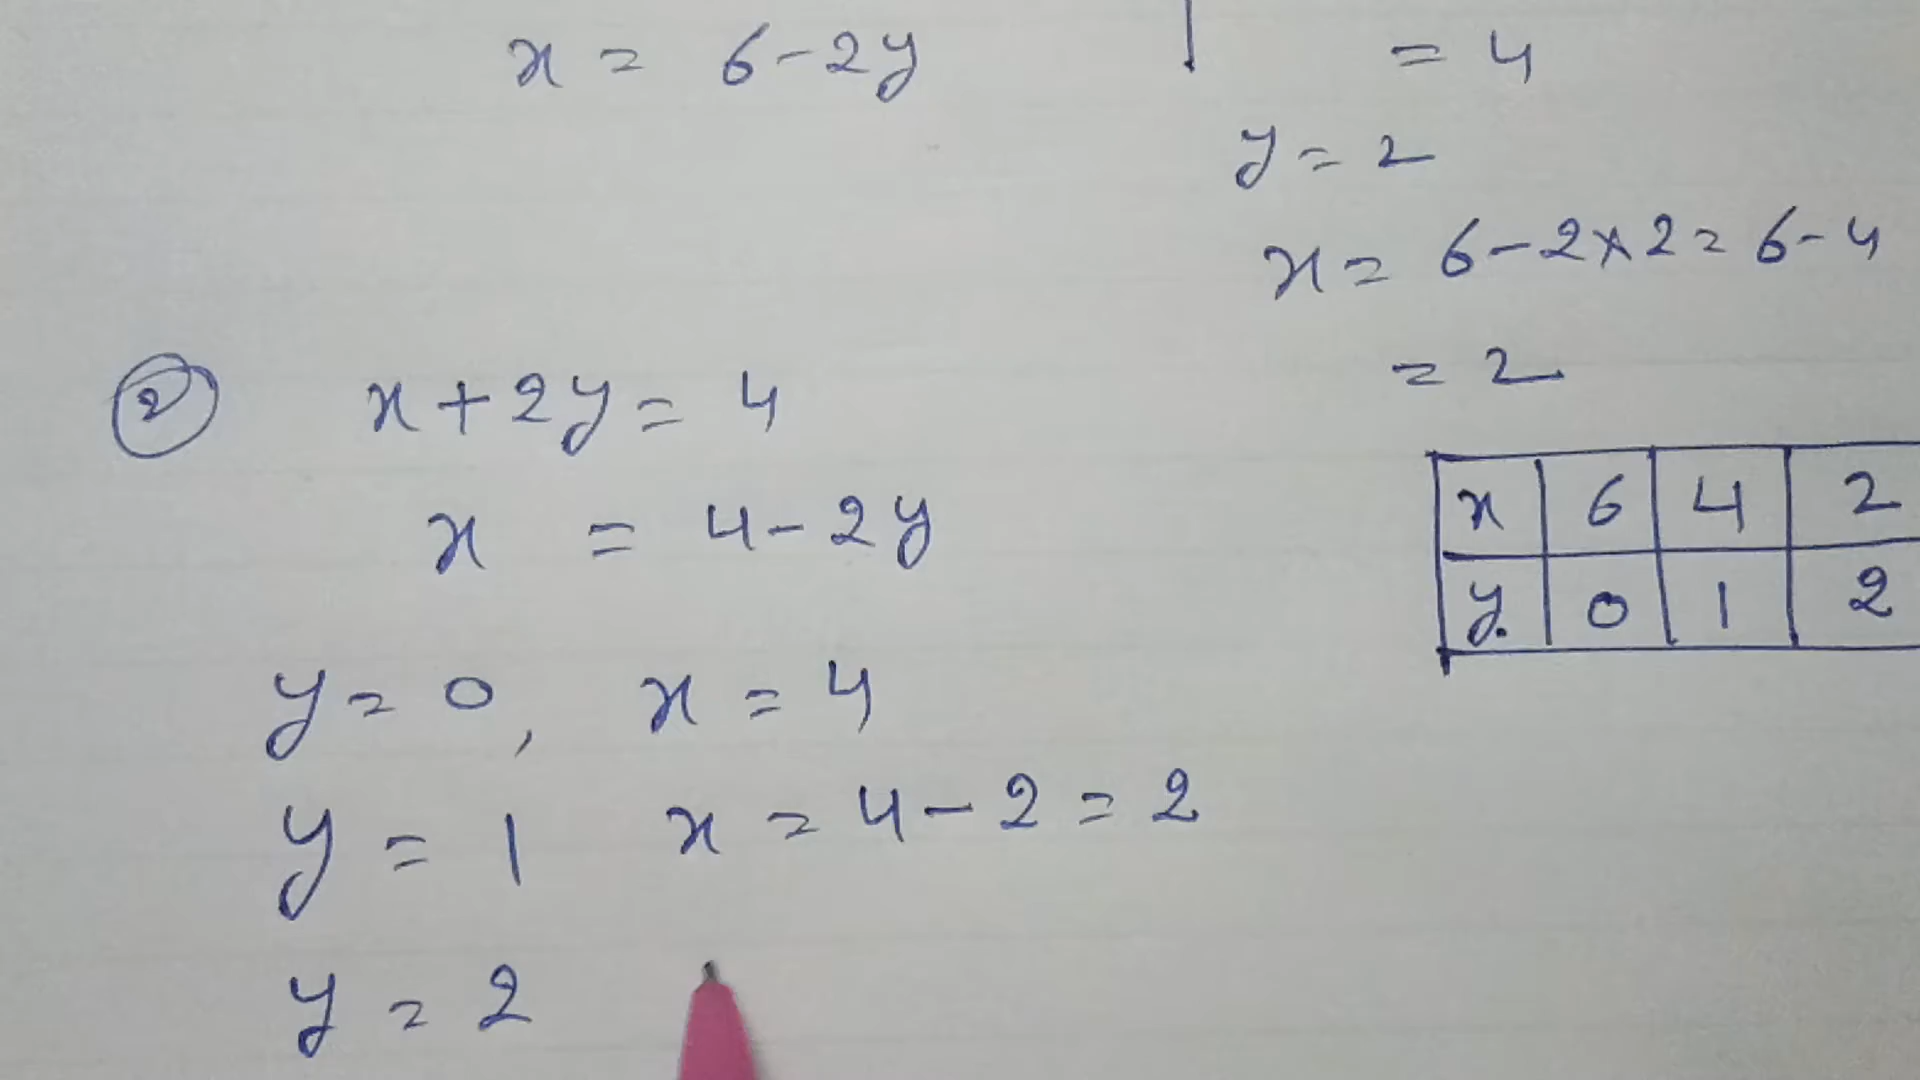 x = 6-2y
= 4
y = 2
x = 6-2×2 = 6-4
= 2
② x+2y = 4
x = 4-2y
x 6 4 2
y. 0 1 2
y = 0, x = 4
y = 1 x = 4-2 = 2
y = 2